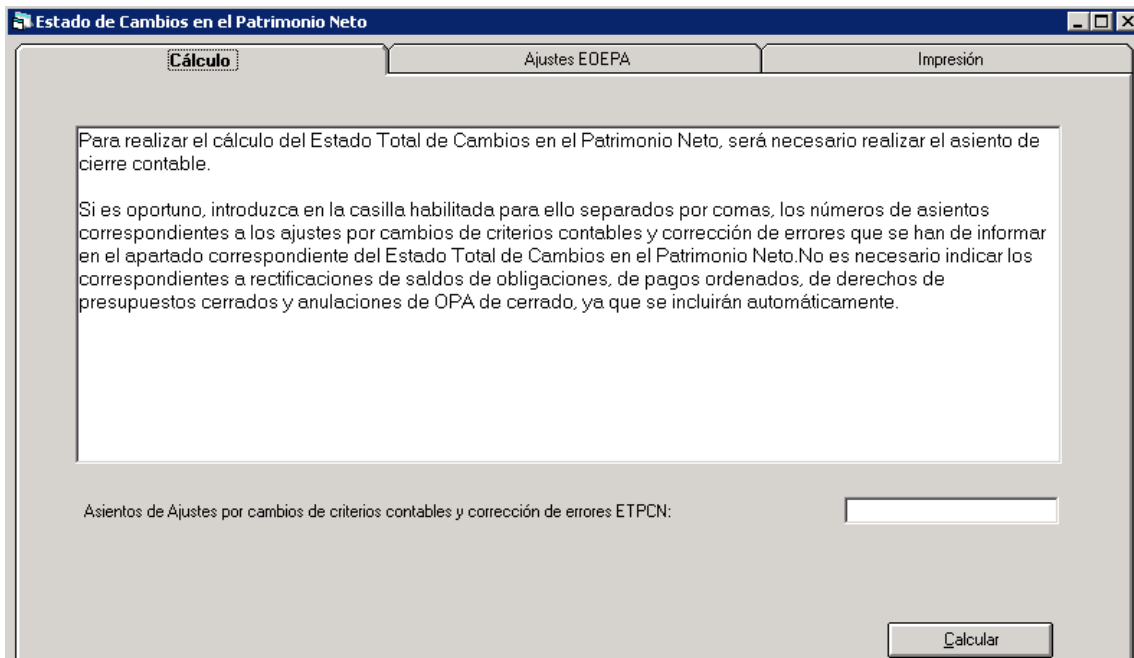 Estado de Cambios en el Patrimonio Neto
Cálculo
Ajustes EOEPA
Impresión
Para realizar el cálculo del Estado Total de Cambios en el Patrimonio Neto, será necesario realizar el asiento de
cierre contable.
Si es oportuno, introduzca en la casilla habilitada para ello separados por comas, los números de asientos
correspondientes a los ajustes por cambios de criterios contables y corrección de errores que se han de informar
en el apartado correspondiente del Estado Total de Cambios en el Patrimonio Neto.No es necesario indicar los
correspondientes a rectificaciones de saldos de obligaciones, de pagos ordenados, de derechos de
presupuestos cerrados y anulaciones de OPA de cerrado, ya que se incluirán automáticamente.
Asientos de Ajustes por cambios de criterios contables y corrección de errores ETPCN:
Calcular